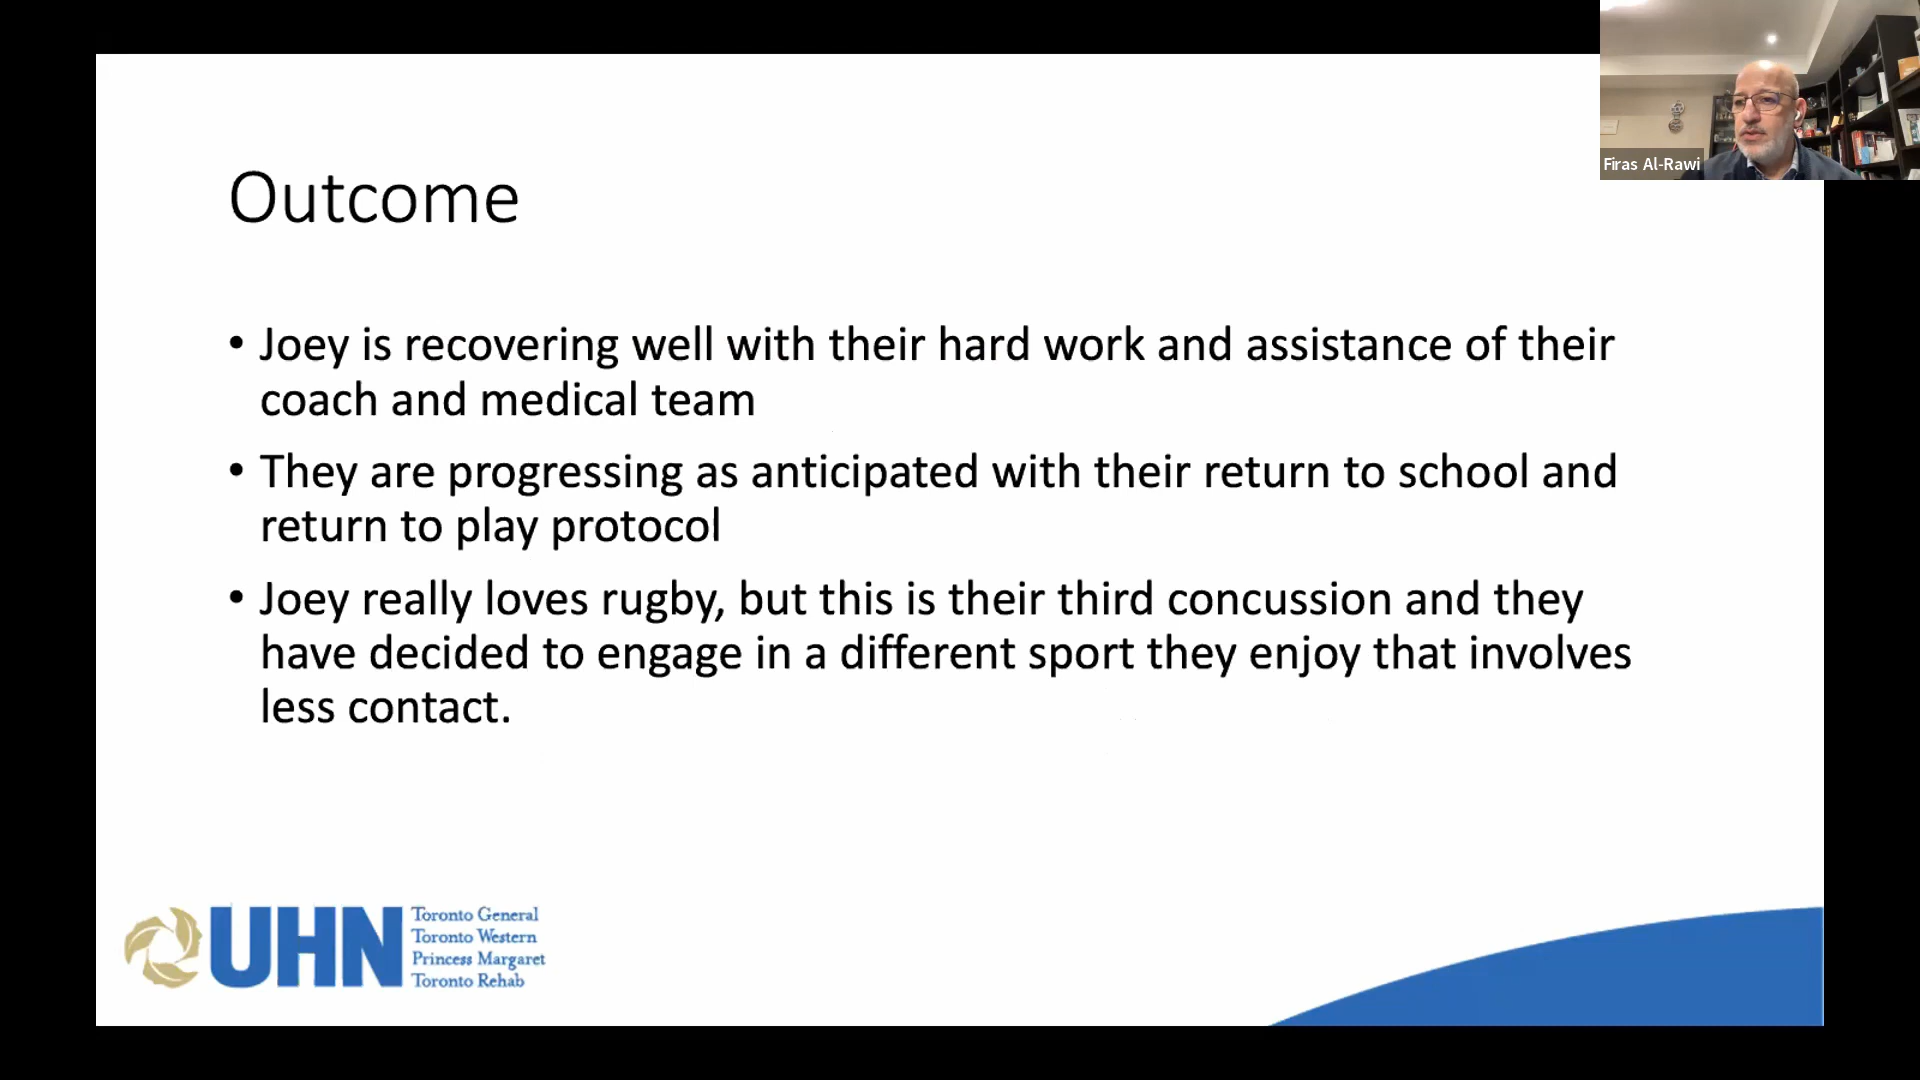 Firas Al-Rawi
Outcome
• Joey is recovering well with their hard work and assistance of their
coach and medical team
• They are progressing as anticipated with their return to school and
return to play protocol
• Joey really loves rugby, but this is their third concussion and they
have decided to engage in a different sport they enjoy that involves
less contact.
UHN
Toronto General
Toronto Western
Princess Margaret
Toronto Rehab